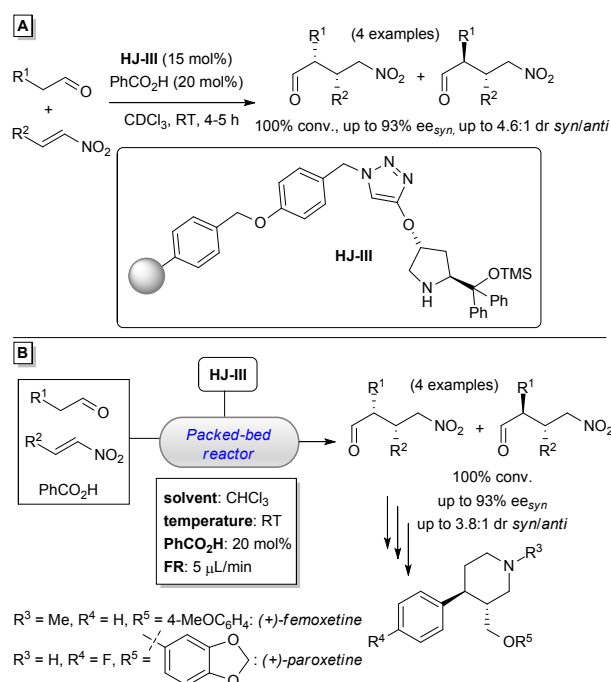 A
R¹
O
+
R²
NO₂
HJ-III (15 mol%)
PhCO₂H (20 mol%)
CDCl₃, RT, 4-5 h
R¹ (4 examples) R¹
O NO₂ + O NO₂
R² R²
100% conv., up to 93% ee_syn, up to 4.6:1 dr syn/anti
N N
N
O
O
HJ-III
N
H
OTMS
Ph
Ph
B
HJ-III
R¹
O
R²
NO₂
PhCO₂H
Packed-bed
reactor
R¹ (4 examples) R¹
O NO₂ + O NO₂
R² R²
solvent: CHCl₃
temperature: RT
PhCO₂H: 20 mol%
FR: 5 µL/min
100% conv.
up to 93% ee_syn
up to 3.8:1 dr syn/anti
R³
N
R⁴
OR⁵
R³ = Me, R⁴ = H, R⁵ = 4-MeOC₆H₄: (+)-femoxetine
R³ = H, R⁴ = F, R⁵ = O O : (+)-paroxetine